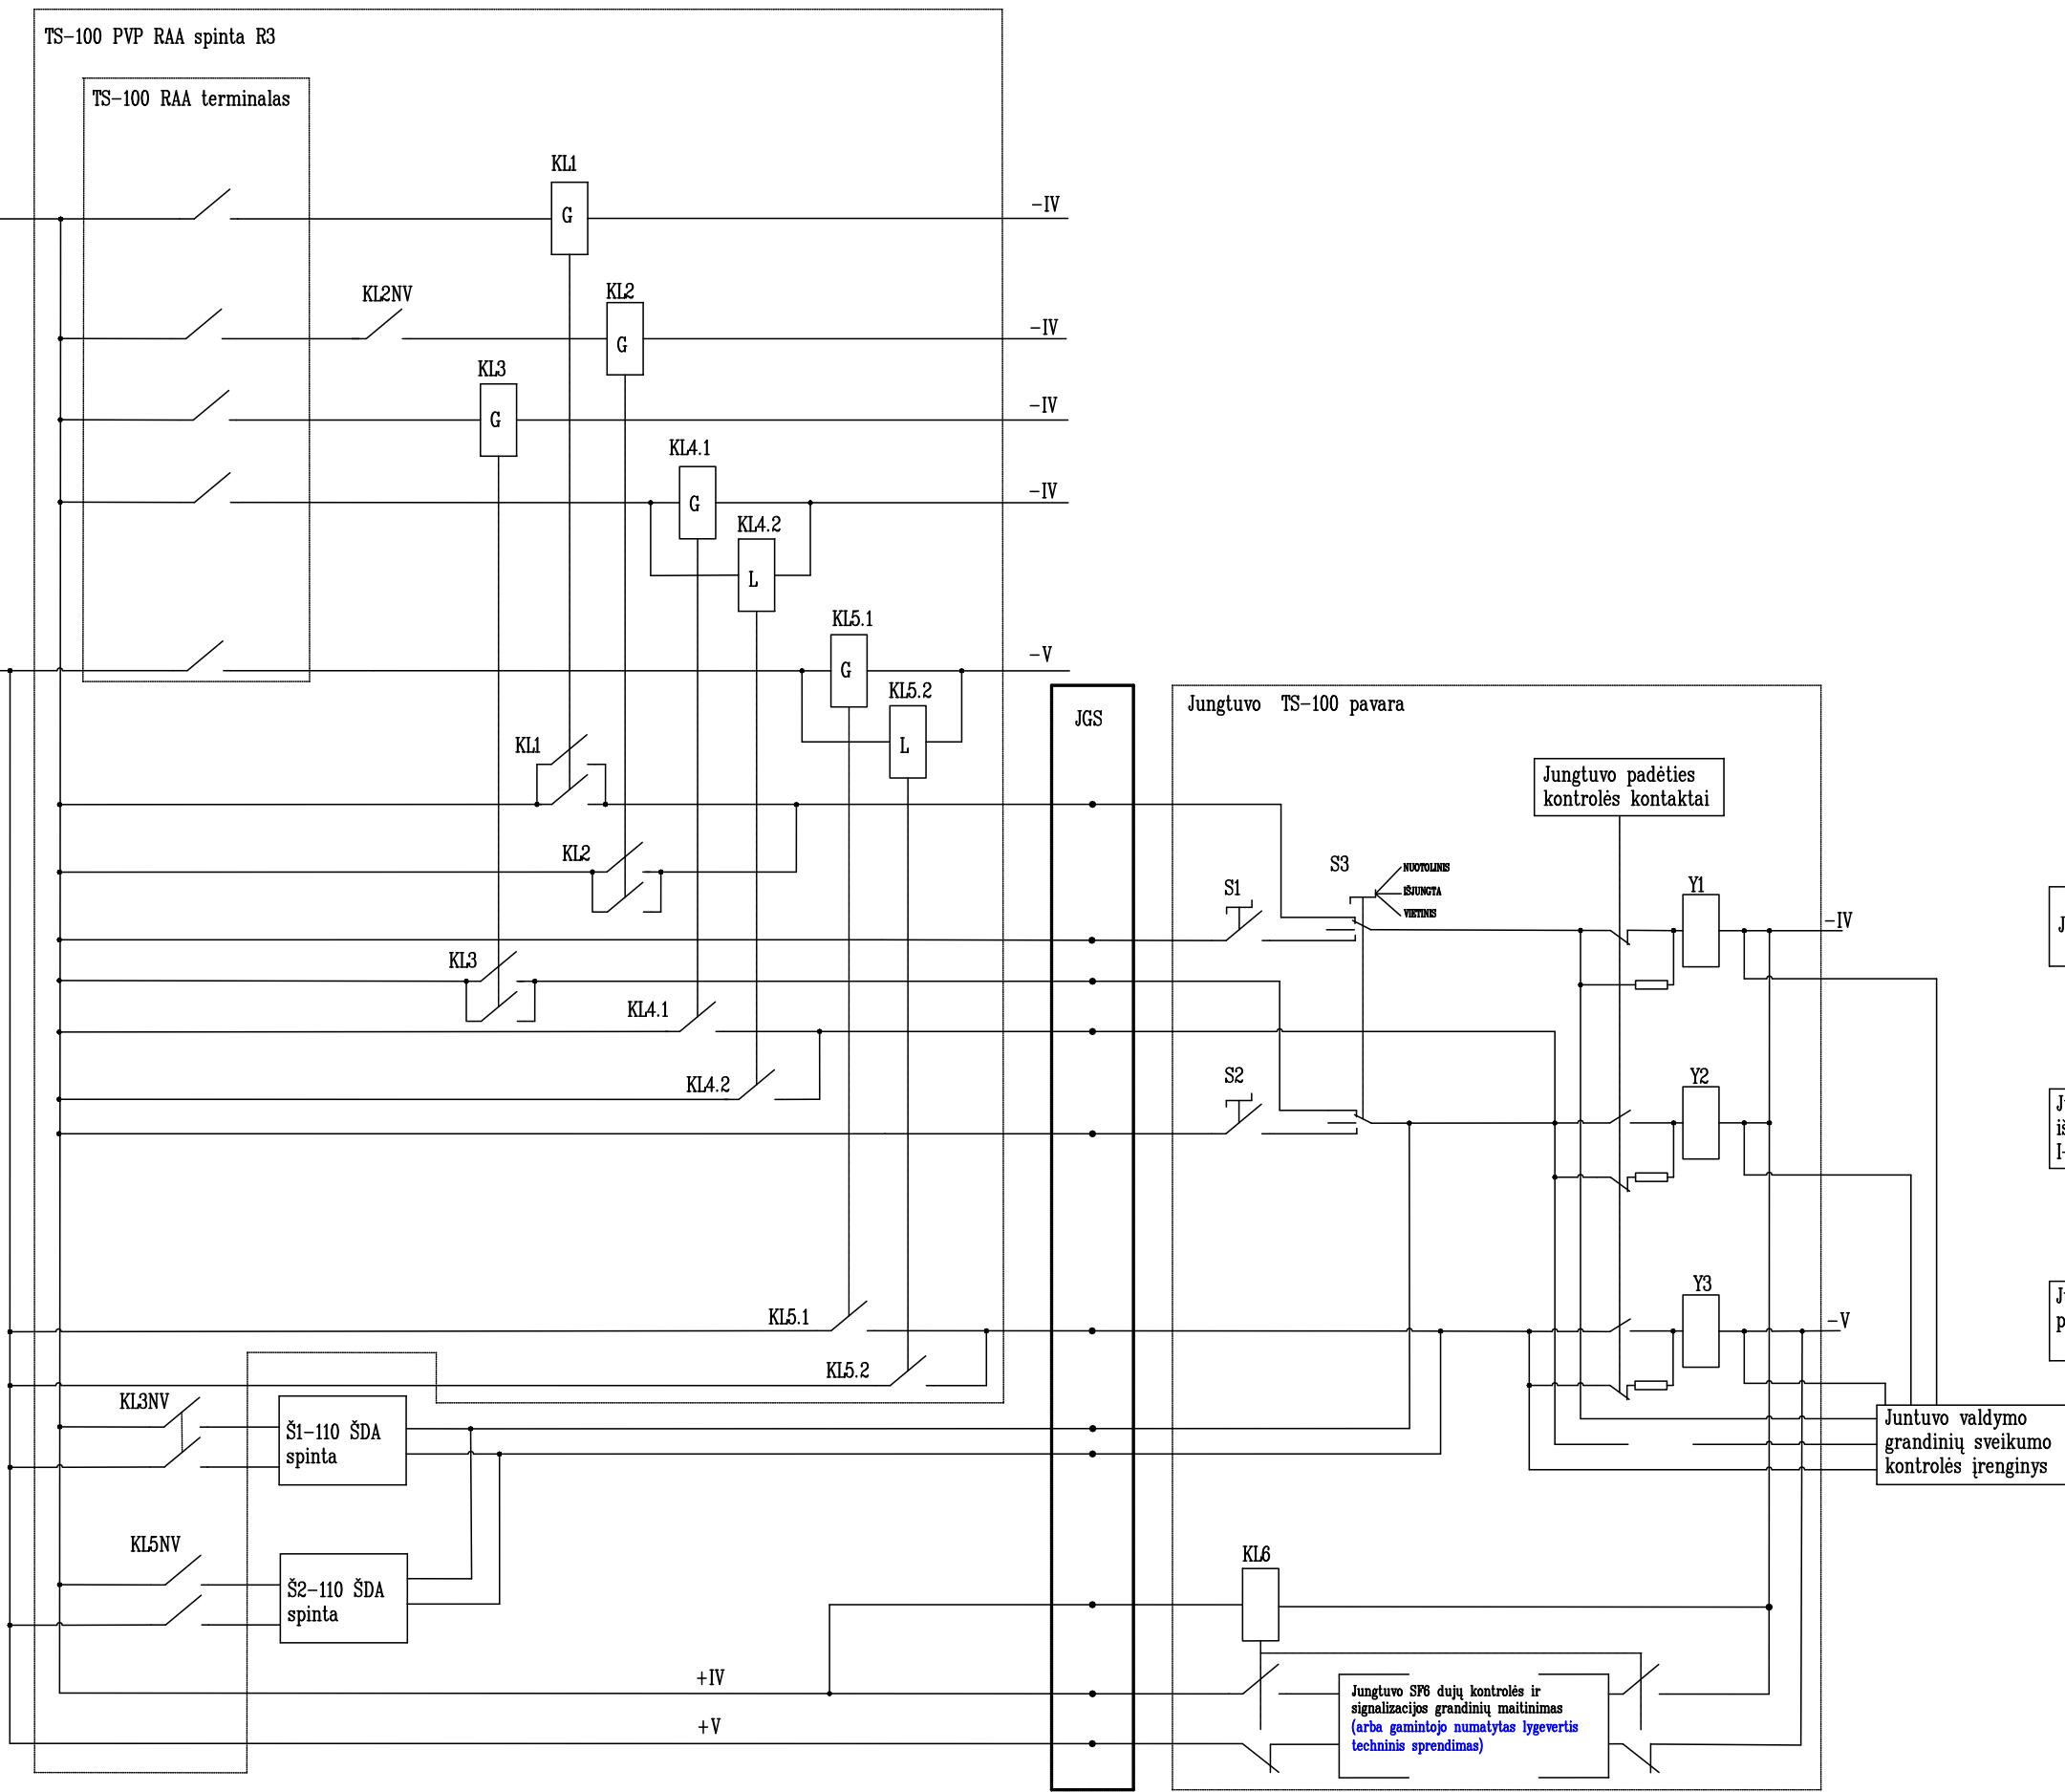 TS-100 PVP RAA spinta R3
TS-100 RAA terminalas
KL1
G
-IV
KL2NV
KL2
G
-IV
KL3
G
-IV
KL4.1
G
-IV
KL4.2
L
KL5.1
G
-V
KL5.2
L
JGS
Jungtuvo TS-100 pavara
KL1
Jungtuvo padėties
kontrolės kontaktai
KL2
S1
S3
NUOTOLINIS
IŠJUNGTA
VIETINIS
Y1
-IV
KL3
KL4.1
KL4.2
S2
Y2
KL5.1
Y3
-V
KL5.2
KL3NV
Š1-110 ŠDA
spinta
Juntuvo valdymo
grandinių sveikumo
kontrolės įrenginys
KL5NV
Š2-110 ŠDA
spinta
KL6
+IV
+V
Jungtuvo SF6 dujų kontrolės ir
signalizacijos grandinių maitinimas
(arba gamintojo numatytas lygevertis
techninis sprendimas)